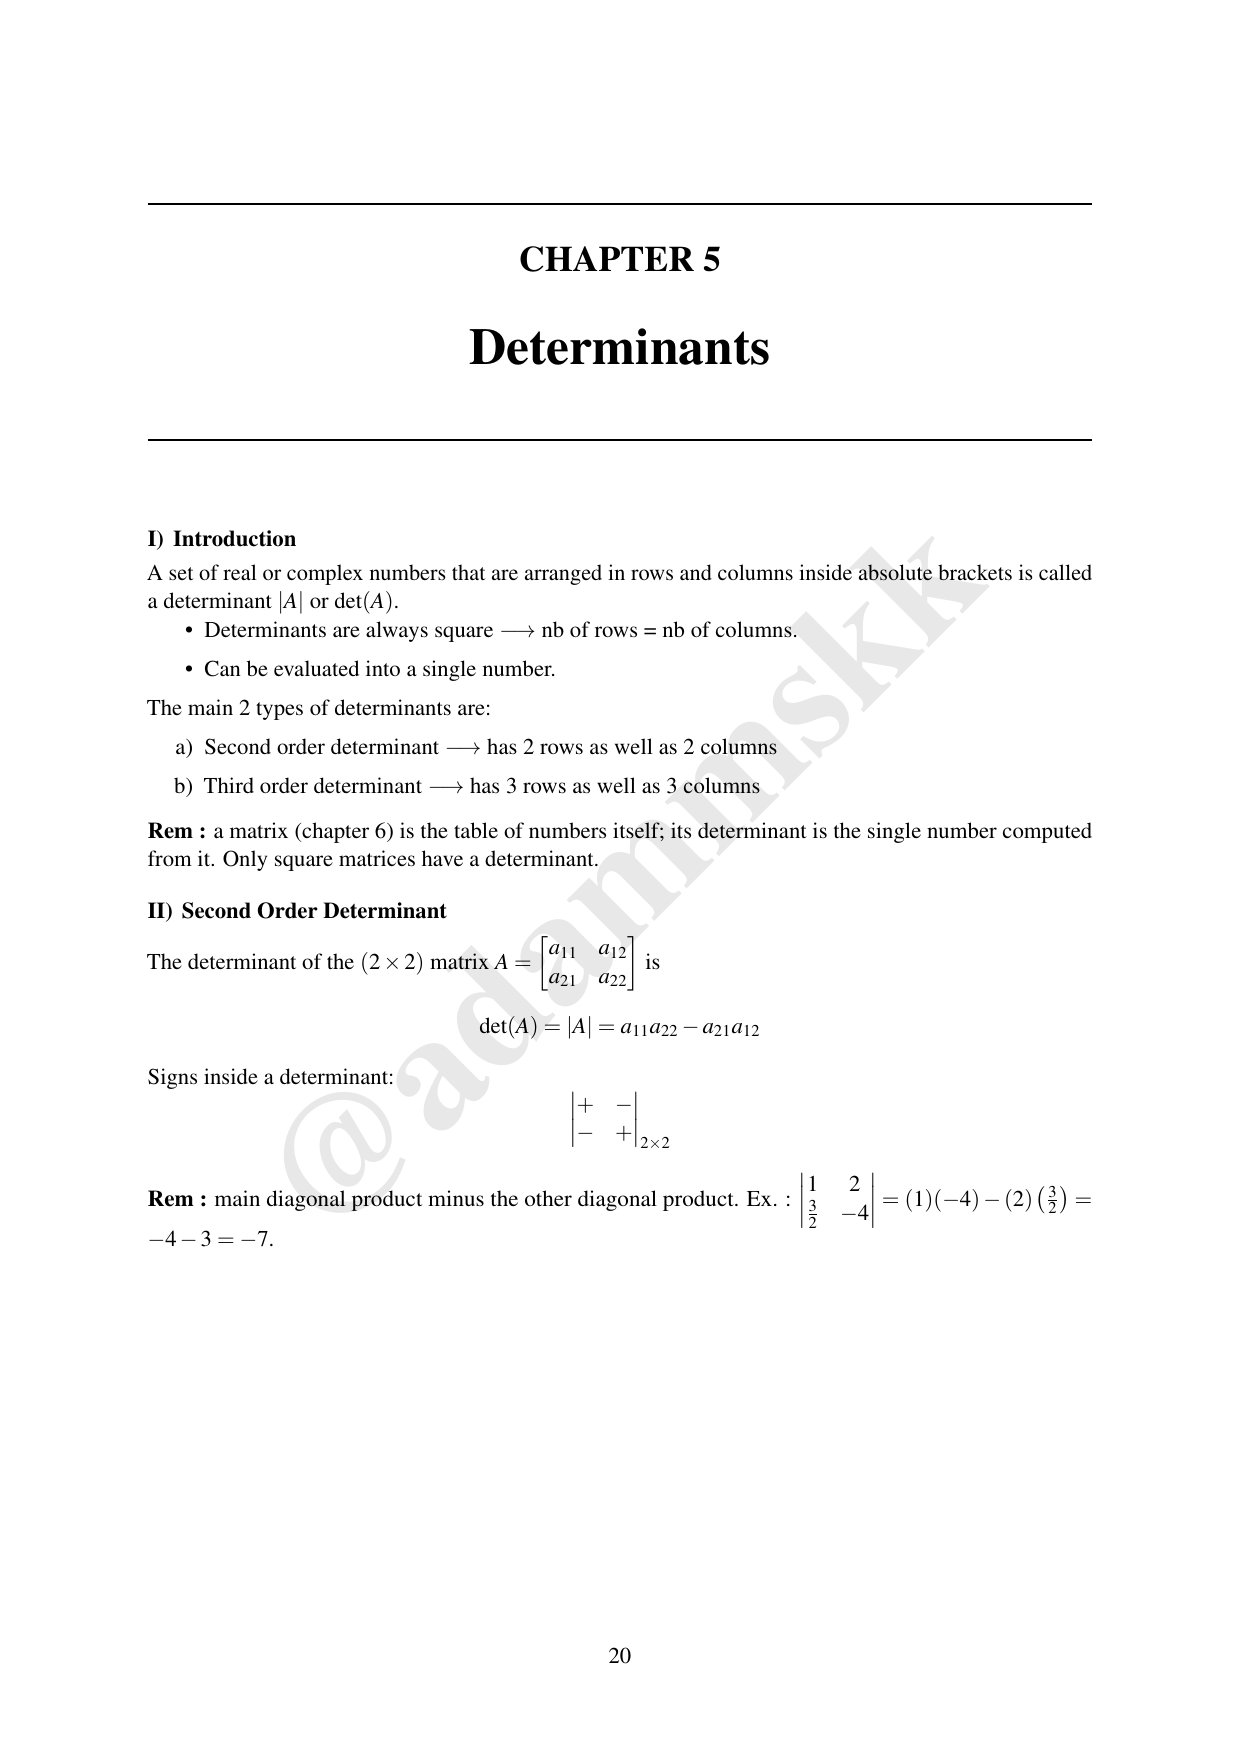 CHAPTER 5
Determinants
I) Introduction
A set of real or complex numbers that are arranged in rows and columns inside absolute brackets is called
a determinant |A| or det(A).
• Determinants are always square ⟶ nb of rows = nb of columns.
• Can be evaluated into a single number.
The main 2 types of determinants are:
a) Second order determinant ⟶ has 2 rows as well as 2 columns
b) Third order determinant ⟶ has 3 rows as well as 3 columns
Rem : a matrix (chapter 6) is the table of numbers itself; its determinant is the single number computed
from it. Only square matrices have a determinant.
II) Second Order Determinant
The determinant of the (2 × 2) matrix A = [a₁₁ a₁₂; a₂₁ a₂₂] is
det(A) = |A| = a₁₁a₂₂ − a₂₁a₁₂
Signs inside a determinant:
|+ −|
|− +|2×2
Rem : main diagonal product minus the other diagonal product. Ex. : |1 2; 3/2 −4| = (1)(−4) − (2)(3/2) =
−4 − 3 = −7.
20
@adammskk